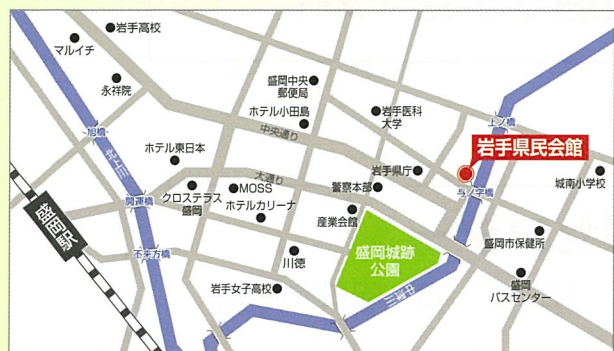 岩手高校
マルイチ
永祥院
盛岡中央
郵便局
ホテル小田島
岩手医科
大学
上ノ橋
旭橋
北上川
中央通り
ホテル東日本
岩手県民会館
岩手県庁
城南小学校
大通り
MOSS
警察本部
与ノ字橋
開運橋
クロステラス
盛岡
ホテルカリーナ
産業会館
盛岡駅
盛岡城跡
公園
盛岡市保健所
不来方橋
川徳
盛岡
バスセンター
岩手女子高校
中津川